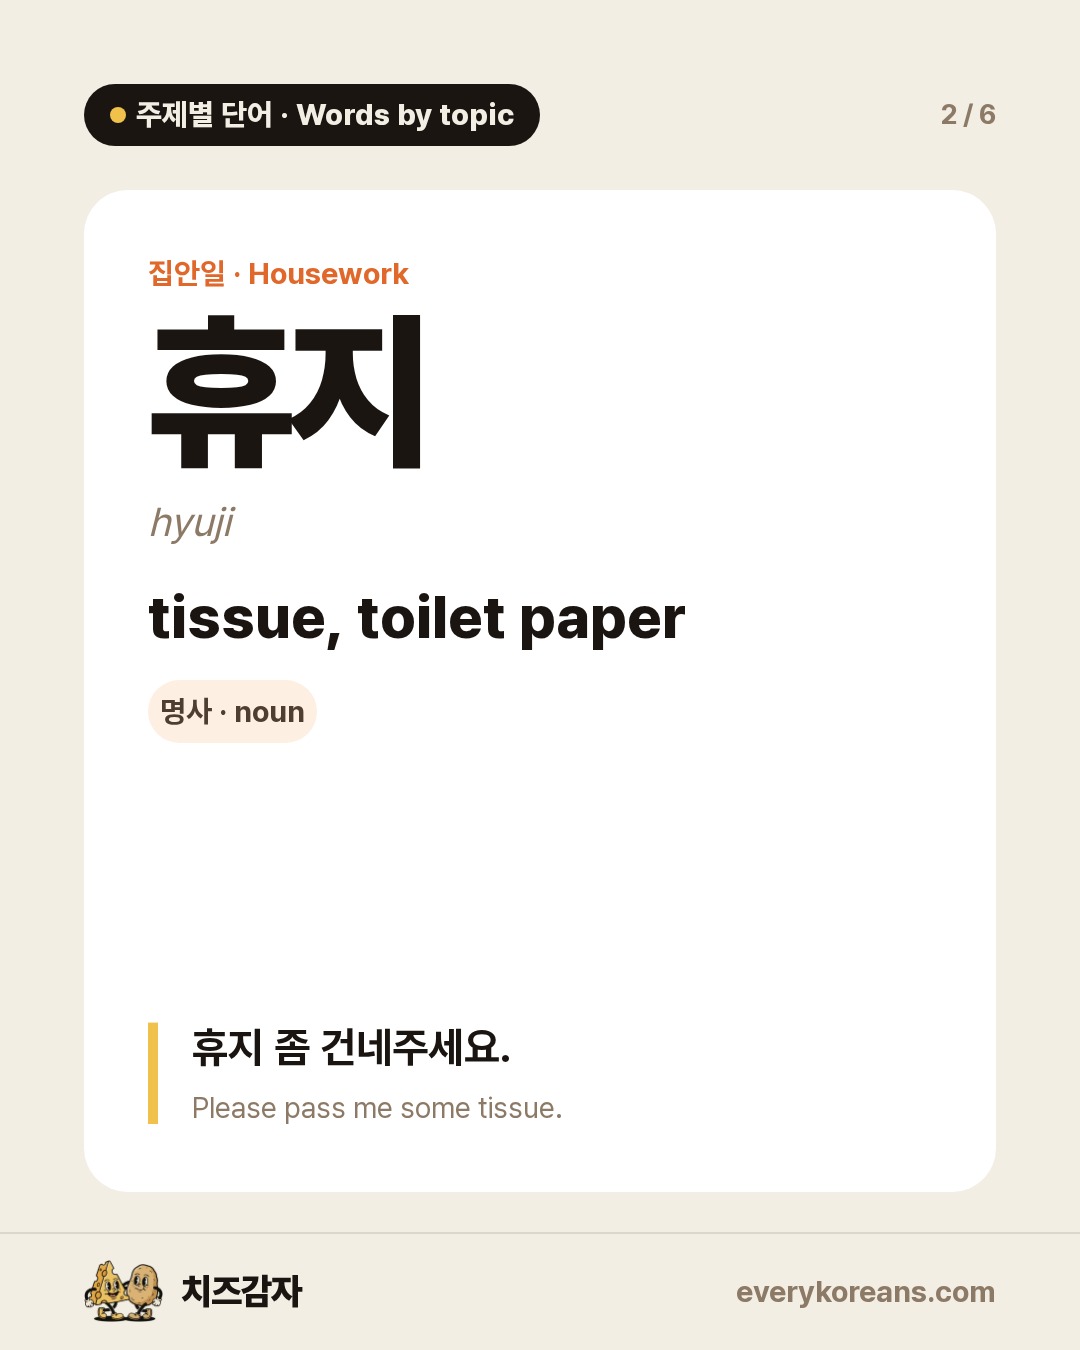 주제별 단어 · Words by topic
2 / 6
집안일 · Housework
휴지
hyuji
tissue, toilet paper
명사 · noun
휴지 좀 건네주세요.
Please pass me some tissue.
치즈감자
everykoreans.com